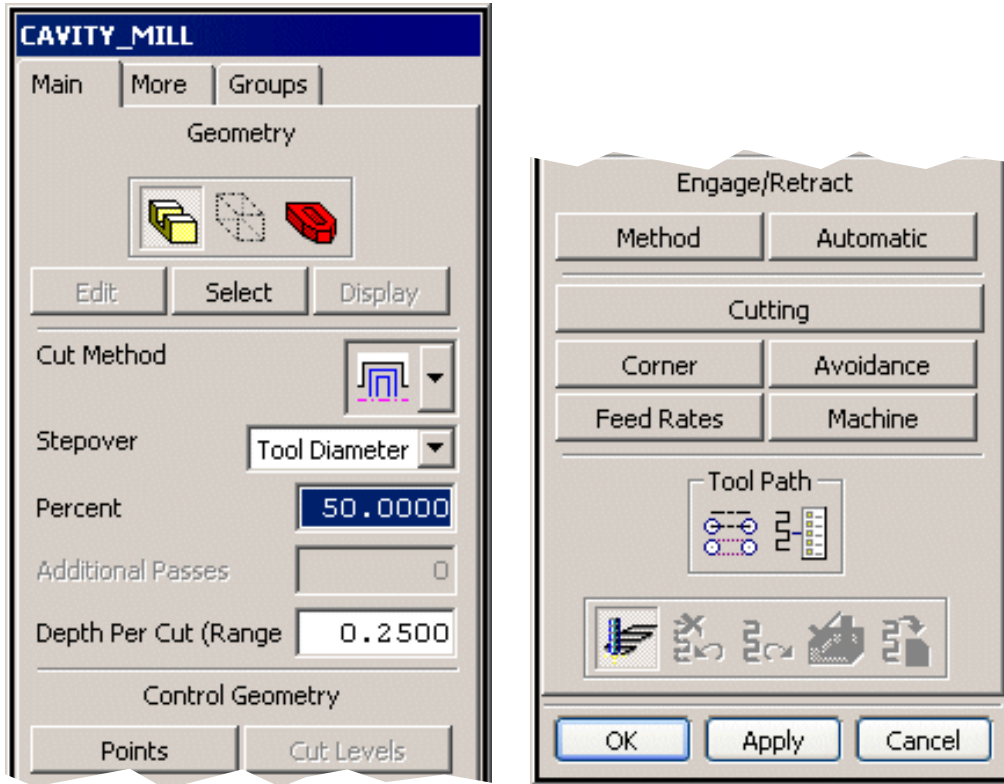 CAVITY_MILL
Main More Groups
Geometry
Edit Select Display
Cut Method
Stepover Tool Diameter
Percent 50.0000
Additional Passes 0
Depth Per Cut (Range 0.2500
Control Geometry
Points Cut Levels
Engage/Retract
Method Automatic
Cutting
Corner Avoidance
Feed Rates Machine
Tool Path
OK Apply Cancel